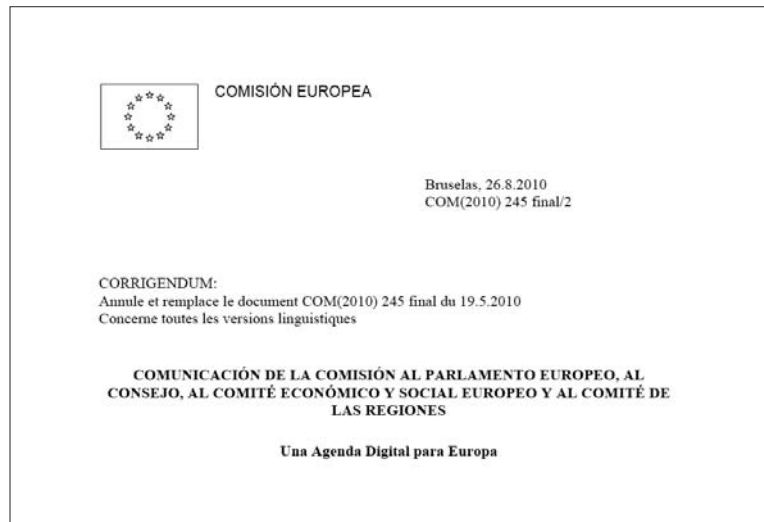 COMISIÓN EUROPEA
Bruselas, 26.8.2010
COM(2010) 245 final/2
CORRIGENDUM:
Annule et remplace le document COM(2010) 245 final du 19.5.2010
Concerne toutes les versions linguistiques
COMUNICACIÓN DE LA COMISIÓN AL PARLAMENTO EUROPEO, AL
CONSEJO, AL COMITÉ ECONÓMICO Y SOCIAL EUROPEO Y AL COMITÉ DE
LAS REGIONES
Una Agenda Digital para Europa